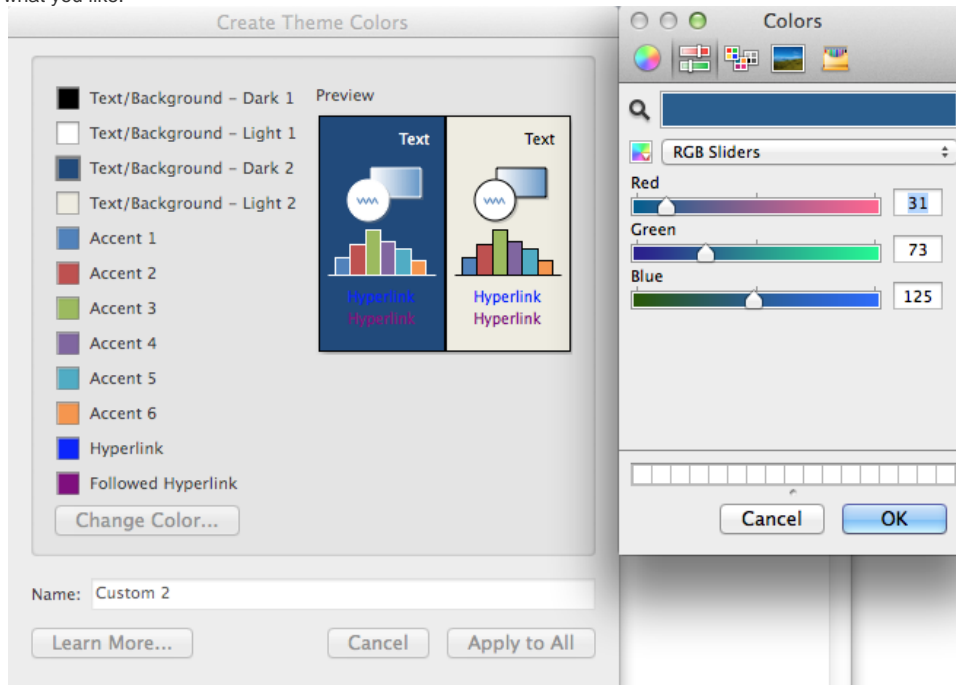 what you like.
Create Theme Colors
Text/Background – Dark 1
Text/Background – Light 1
Text/Background – Dark 2
Text/Background – Light 2
Accent 1
Accent 2
Accent 3
Accent 4
Accent 5
Accent 6
Hyperlink
Followed Hyperlink
Change Color...
Preview
Text
Hyperlink
Hyperlink
Text
Hyperlink
Hyperlink
Name: Custom 2
Learn More...
Cancel
Apply to All
Colors
RGB Sliders
Red
31
Green
73
Blue
125
Cancel
OK